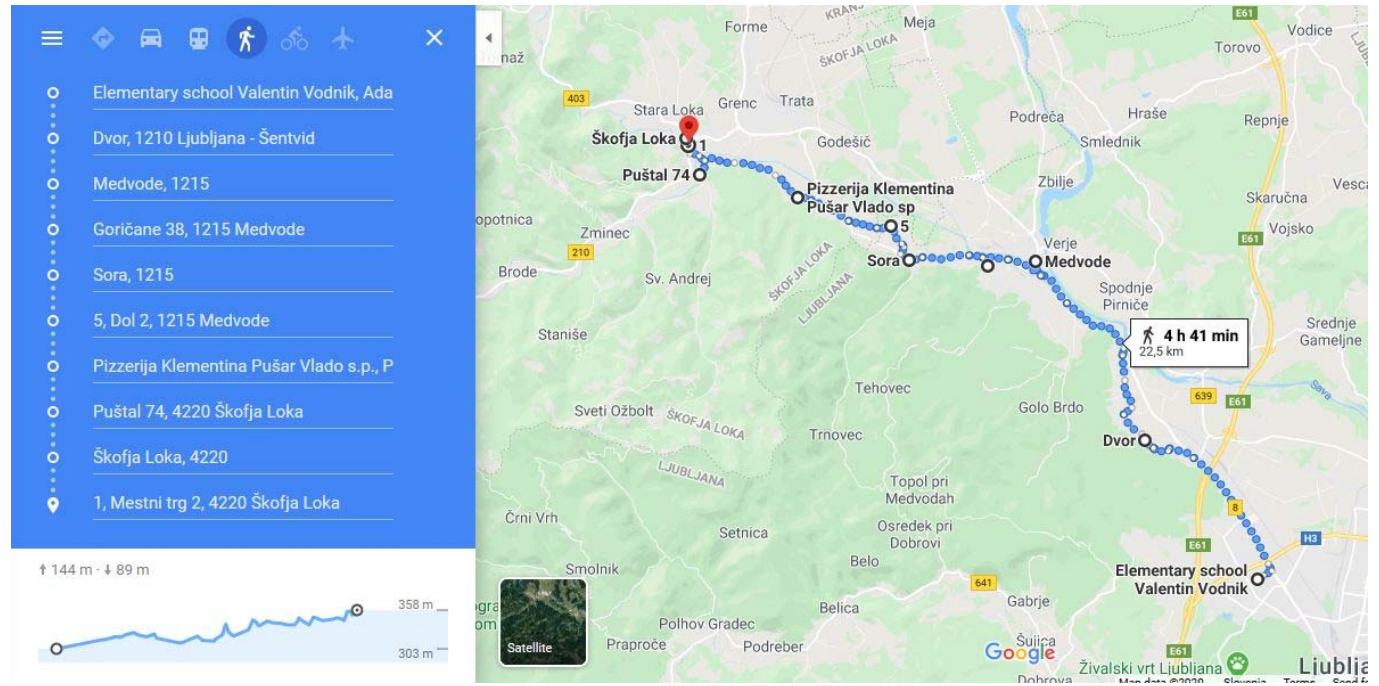 Elementary school Valentin Vodnik, Ada
Dvor, 1210 Ljubljana - Šentvid
Medvode, 1215
Goričane 38, 1215 Medvode
Sora, 1215
5, Dol 2, 1215 Medvode
Pizzerija Klementina Pušar Vlado s.p., P
Puštal 74, 4220 Škofja Loka
Škofja Loka, 4220
1, Mestni trg 2, 4220 Škofja Loka
144 m · 89 m
358 m
303 m
Satellite
Forme
KRANJ
ŠKOFJA LOKA
Meja
E61
Vodice
Torovo
maž
403
Stara Loka
Grenc
Trata
Podreča
Hraše
Repnje
Škofja Loka
1
Godešič
Smlednik
Puštal 74
Pizzerija Klementina
Pušar Vlado sp
Zbilje
Skaručna
Vesca
opotnica
Zminec
5
E61
Vojsko
210
Verje
Brode
Sv. Andrej
ŠKOFJA LOKA
LJUBLJANA
Sora
Medvode
Spodnje
Pirniče
Staniše
4 h 41 min
22,5 km
Srednje
Gameljne
Tehovec
639
E61
Sava
Sveti Ožbolt
ŠKOFJA LOKA
Golo Brdo
Trnovec
Dvor
LJUBLJANA
Topol pri
Medvodah
Črni Vrh
Setnica
Osredek pri
Dobrovi
8
E61
H3
Smolnik
Belo
Elementary school
Valentin Vodnik
641
Gabrje
Belica
Polhov Gradec
Praproče
Podreber
Šujica
Google
E61
Živalski vrt Ljubljana
Ljublja
Dobrova
Map data ©2020
Slovenia
Terms